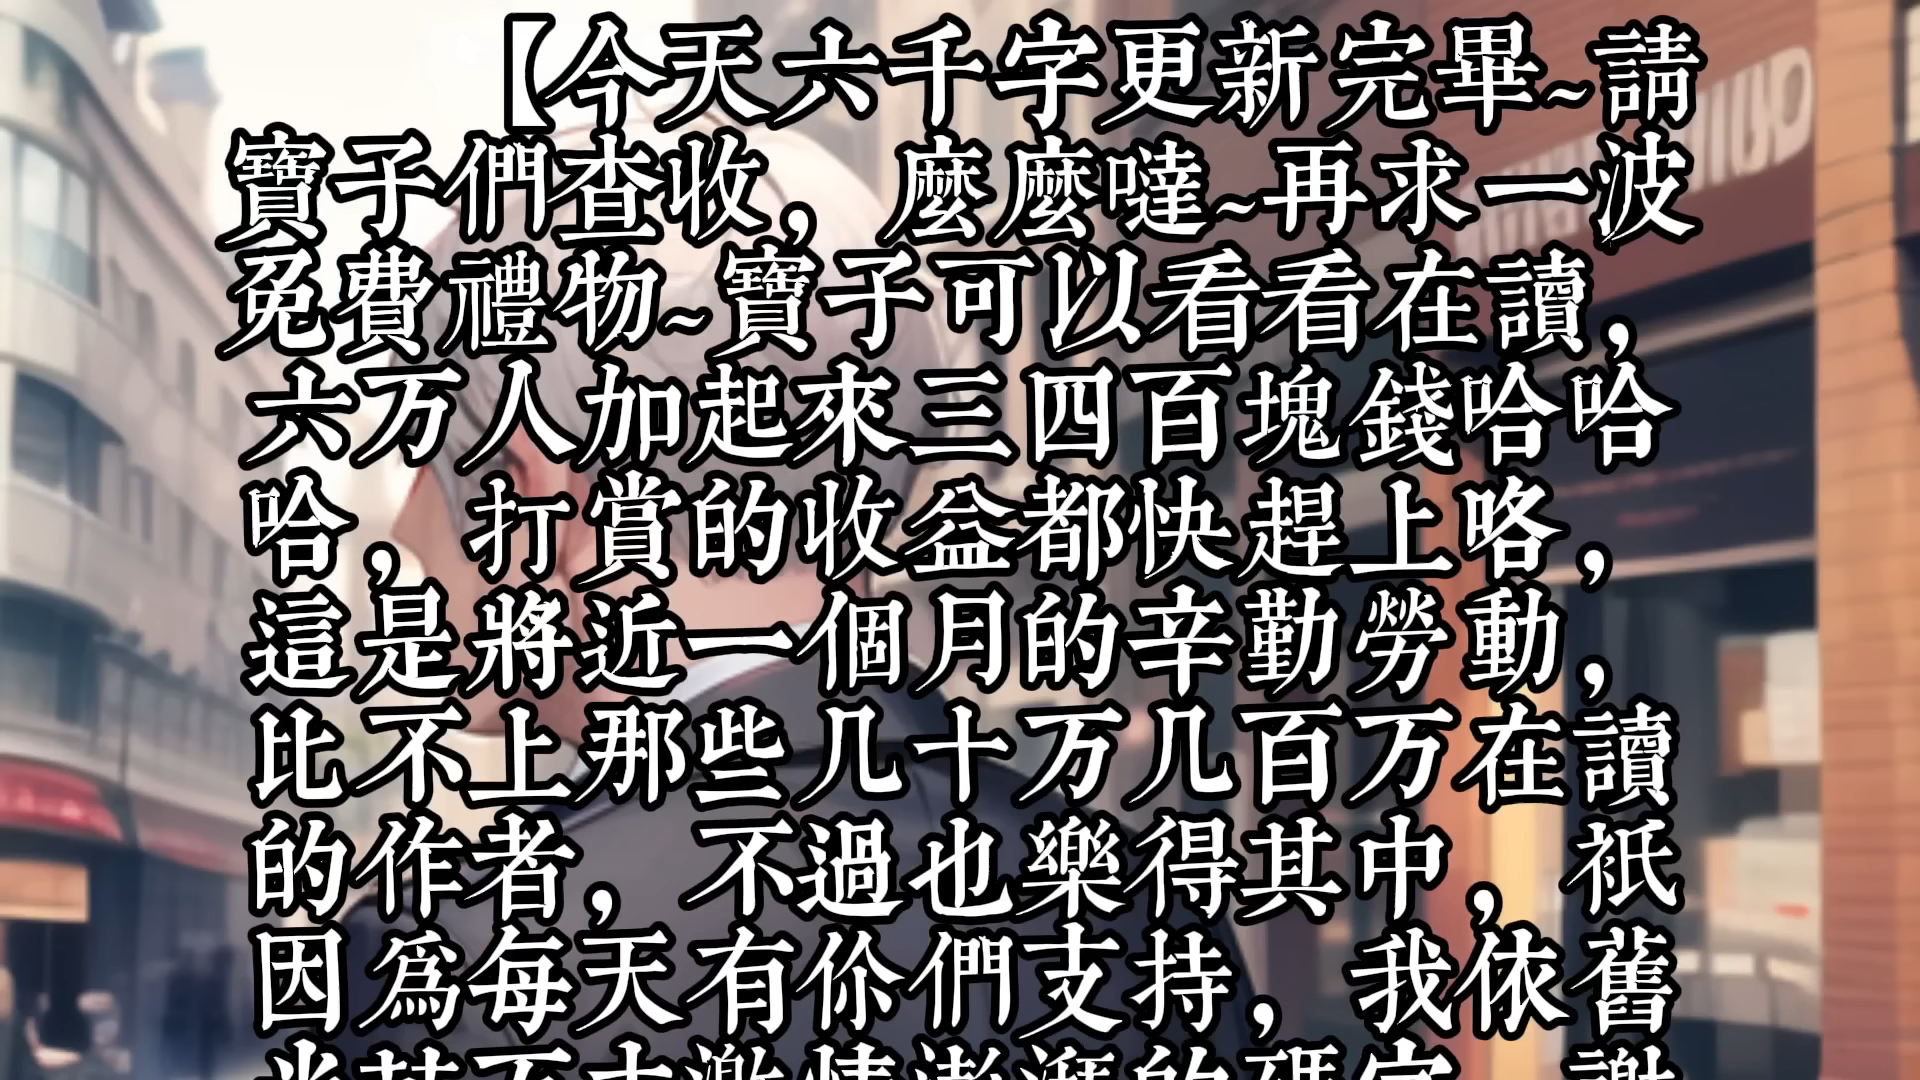 【今天六千字更新完畢~請
寶子們查收，麼麼噠~再求一波
免費禮物~寶子可以看看在讀，
六万人加起來三四百塊錢哈哈
哈，打賞的收益都快趕上咯，
這是將近一個月的辛勤勞動，
比不上那些几十万几百万在讀
的作者，不過也樂得其中，祇
因爲每天有伱們支持，我依舊